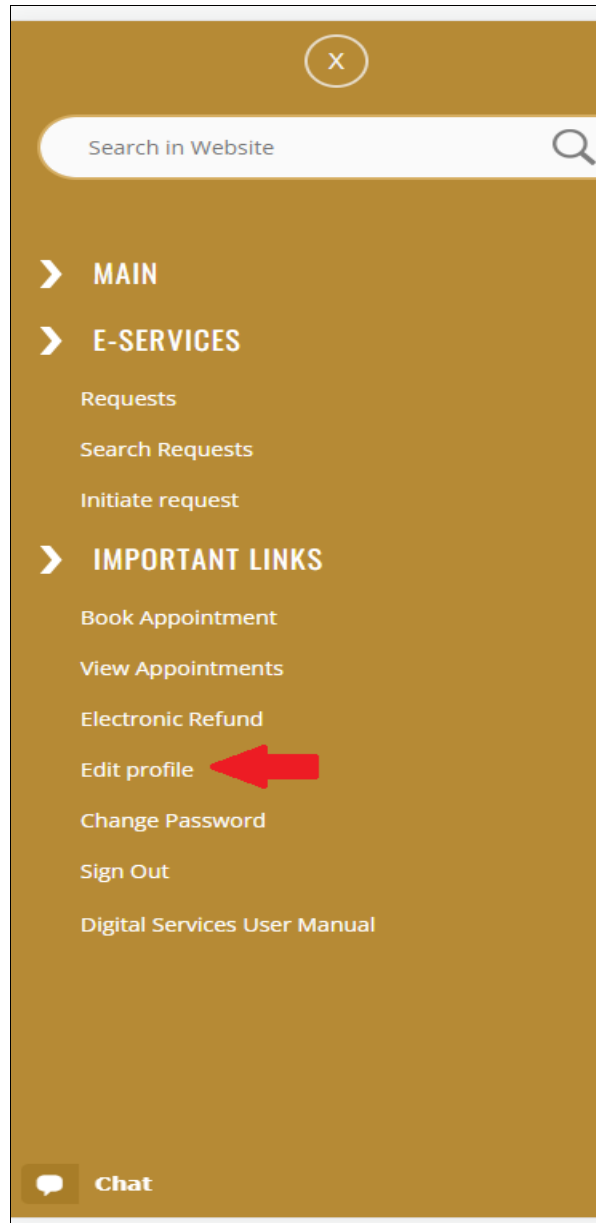 X
Search in Website
MAIN
E-SERVICES
Requests
Search Requests
Initiate request
IMPORTANT LINKS
Book Appointment
View Appointments
Electronic Refund
Edit profile
Change Password
Sign Out
Digital Services User Manual
Chat